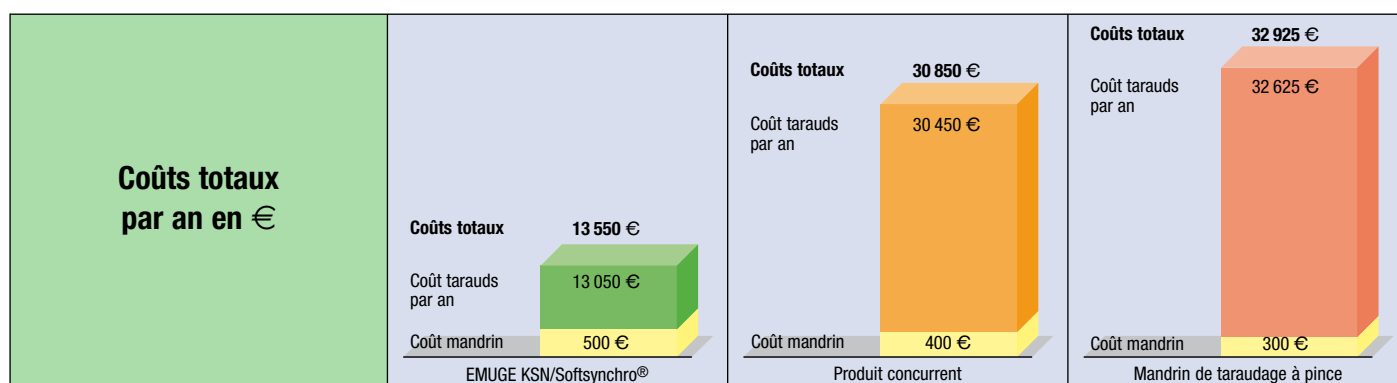 Coûts totaux
par an en €
Coûts totaux 13 550 €
Coût tarauds
par an
13 050 €
Coût mandrin 500 €
EMUGE KSN/Softsynchro®
Coûts totaux 30 850 €
Coût tarauds
par an
30 450 €
Coût mandrin 400 €
Produit concurrent
Coûts totaux 32 925 €
Coût tarauds
par an
32 625 €
Coût mandrin 300 €
Mandrin de taraudage à pince